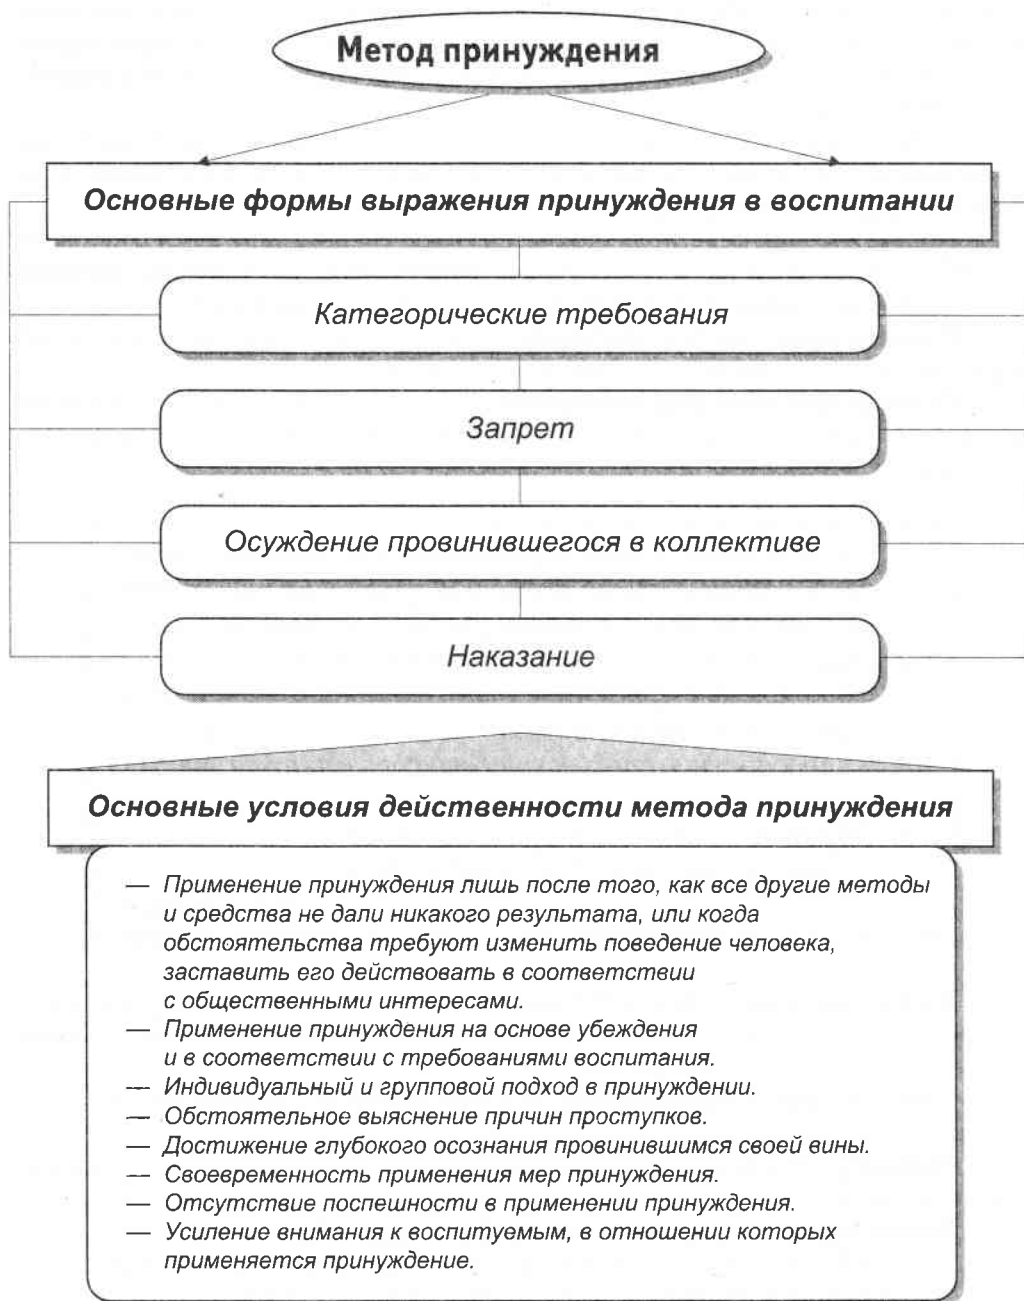 Метод принуждения
Основные формы выражения принуждения в воспитании
Категорические требования
Запрет
Осуждение провинившегося в коллективе
Наказание
Основные условия действенности метода принуждения
— Применение принуждения лишь после того, как все другие методы
и средства не дали никакого результата, или когда
обстоятельства требуют изменить поведение человека,
заставить его действовать в соответствии
с общественными интересами.
— Применение принуждения на основе убеждения
и в соответствии с требованиями воспитания.
— Индивидуальный и групповой подход в принуждении.
— Обстоятельное выяснение причин проступков.
— Достижение глубокого осознания провинившимся своей вины.
— Своевременность применения мер принуждения.
— Отсутствие поспешности в применении принуждения.
— Усиление внимания к воспитуемым, в отношении которых
применяется принуждение.